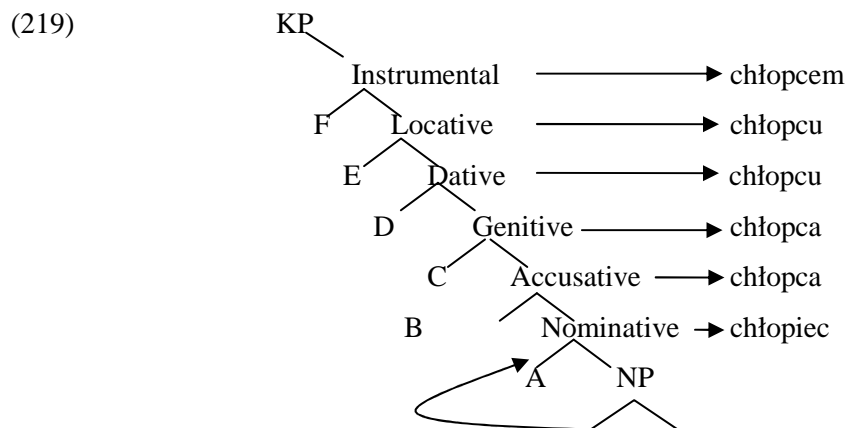 (219) KP
Instrumental chłopcem
F Locative chłopcu
E Dative chłopcu
D Genitive chłopca
C Accusative chłopca
B Nominative chłopiec
A NP